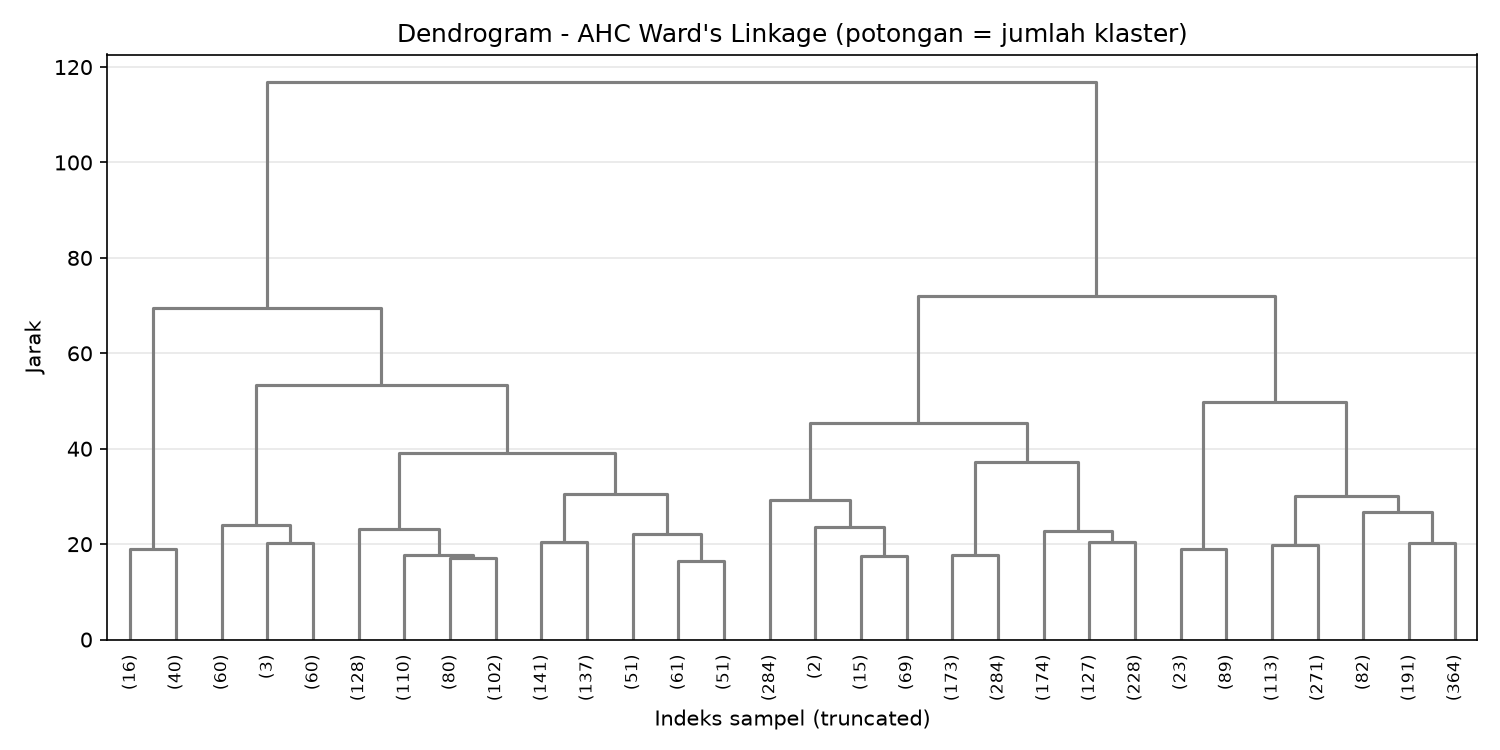 Dendrogram - AHC Ward's Linkage (potongan = jumlah klaster)
120
100
80
60
40
20
0
Jarak
(16) (40) (60) (3) (60) (128) (110) (80) (102) (141) (137) (51) (61) (51) (284) (2) (15) (69) (173) (284) (174) (127) (228) (23) (89) (113) (271) (82) (191) (364)
Indeks sampel (truncated)